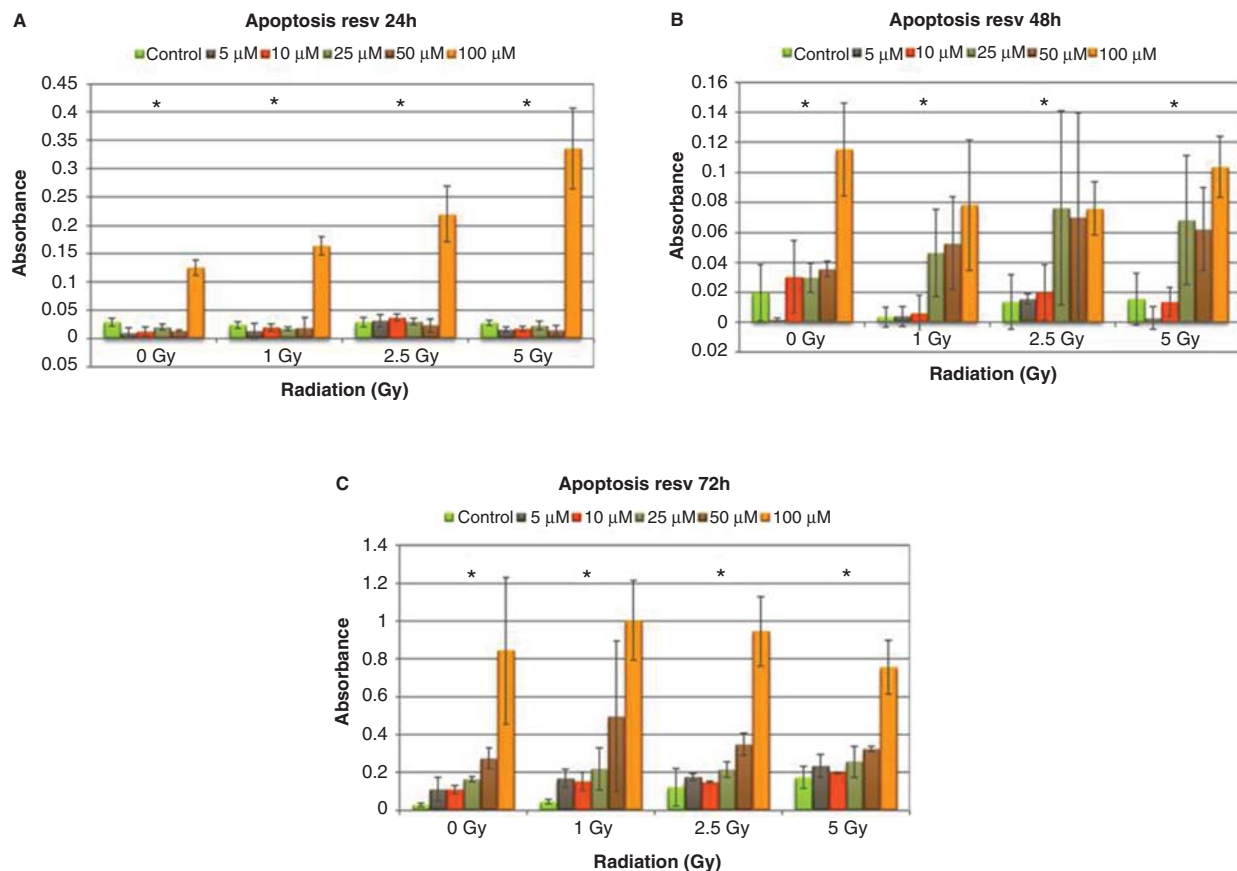 A
Apoptosis resv 24h
Control 5 μM 10 μM 25 μM 50 μM 100 μM
0.45
0.4
0.35
0.3
0.25
0.2
0.15
0.1
0.05
0
0.05
Absorbance
* * * *
0 Gy 1 Gy 2.5 Gy 5 Gy
Radiation (Gy)
B
Apoptosis resv 48h
Control 5 μM 10 μM 25 μM 50 μM 100 μM
0.16
0.14
0.12
0.1
0.08
0.06
0.04
0.02
0
0.02
Absorbance
* * * *
0 Gy 1 Gy 2.5 Gy 5 Gy
Radiation (Gy)
C
Apoptosis resv 72h
Control 5 μM 10 μM 25 μM 50 μM 100 μM
1.4
1.2
1
0.8
0.6
0.4
0.2
0
Absorbance
* * * *
0 Gy 1 Gy 2.5 Gy 5 Gy
Radiation (Gy)